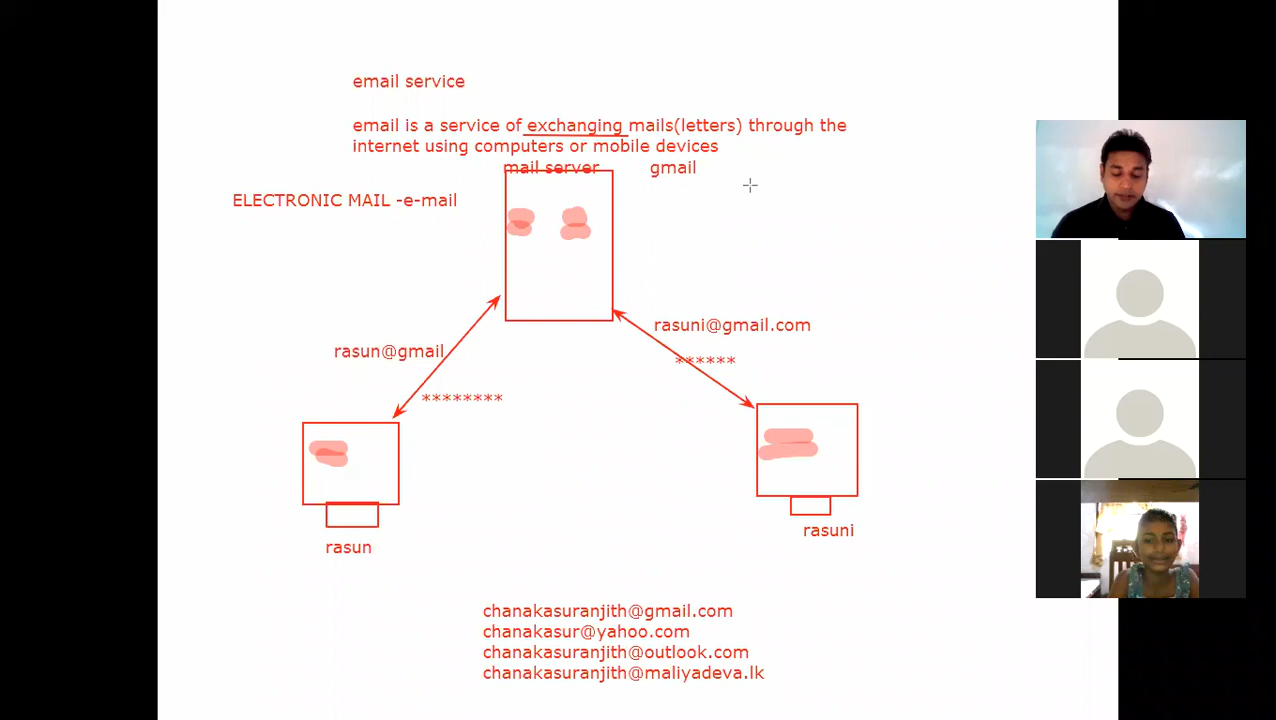 email service
email is a service of exchanging mails(letters) through the
internet using computers or mobile devices
mail server gmail
ELECTRONIC MAIL -e-mail
rasuni@gmail.com
rasun@gmail
******
********
rasuni
rasun
chanakasuranjith@gmail.com
chanakasur@yahoo.com
chanakasuranjith@outlook.com
chanakasuranjith@maliyadeva.lk